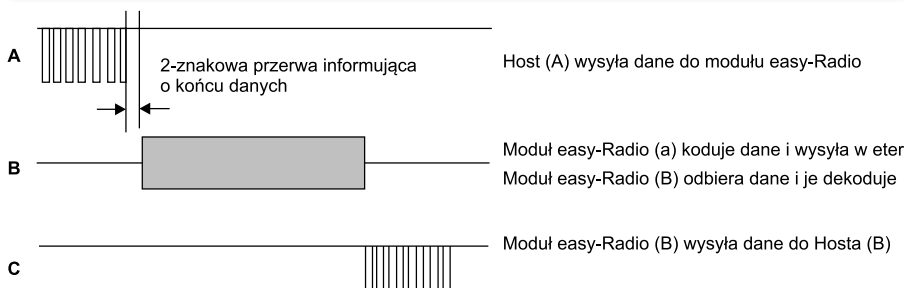 A
2-znakowa przerwa informująca
o końcu danych
Host (A) wysyła dane do modułu easy-Radio
B
Moduł easy-Radio (a) koduje dane i wysyła w eter
Moduł easy-Radio (B) odbiera dane i je dekoduje
C
Moduł easy-Radio (B) wysyła dane do Hosta (B)